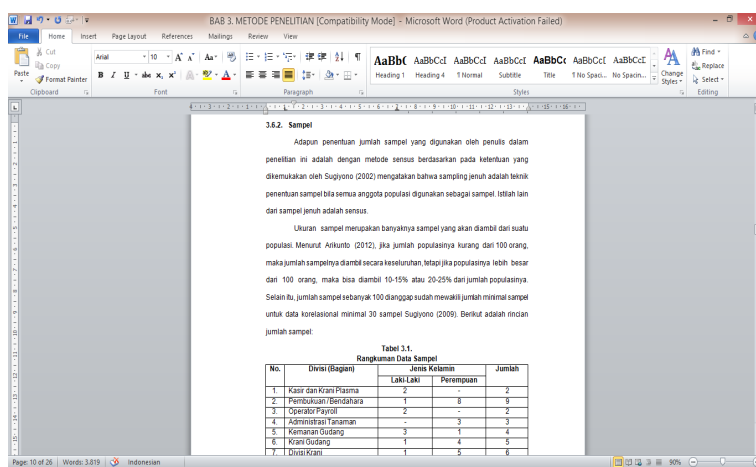 BAB 3. METODE PENELITIAN [Compatibility Mode] - Microsoft Word (Product Activation Failed)
File Home Insert Page Layout References Mailings Review View
Cut
Copy
Paste
Format Painter
Clipboard
Arial 10
Font
Paragraph
AaBb( AaBbCcI AaBbCcI AaBbCcI AaBbCc AaBbCcI AaBbCcI
Heading 1 Heading 4 ¶ Normal Subtitle Title ¶ No Spaci... No Spacin...
Change
Styles
Styles
Find
Replace
Select
Editing
3.6.2. Sampel
Adapun penentuan jumlah sampel yang digunakan oleh penulis dalam
penelitian ini adalah dengan metode sensus berdasarkan pada ketentuan yang
dikemukakan oleh Sugiyono (2002) mengatakan bahwa sampling jenuh adalah teknik
penentuan sampel bila semua anggota populasi digunakan sebagai sampel. Istilah lain
dari sampel jenuh adalah sensus.
Ukuran sampel merupakan banyaknya sampel yang akan diambil dari suatu
populasi. Menurut Arikunto (2012), jika jumlah populasinya kurang dari 100 orang,
maka jumlah sampelnya diambil secara keseluruhan, tetapi jika populasinya lebih besar
dari 100 orang, maka bisa diambil 10-15% atau 20-25% dari jumlah populasinya.
Selain itu, jumlah sampel sebanyak 100 dianggap sudah mewakili jumlah minimal sampel
untuk data korelasional minimal 30 sampel Sugiyono (2009). Berikut adalah rincian
jumlah sampel:
Tabel 3.1.
Rangkuman Data Sampel
No. Divisi (Bagian) Jenis Kelamin Jumlah
Laki-Laki Perempuan
1. Kasir dan Krani Plasma 2 - 2
2. Pembukuan / Bendahara 1 8 9
3. Operator Payroll 2 - 2
4. Administrasi Tanaman - 3 3
5. Kemanan Gudang 3 1 4
6. Krani Gudang 1 4 5
7. Divisi Krani 1 5 6
Page: 10 of 26 Words: 3.819 Indonesian 90%